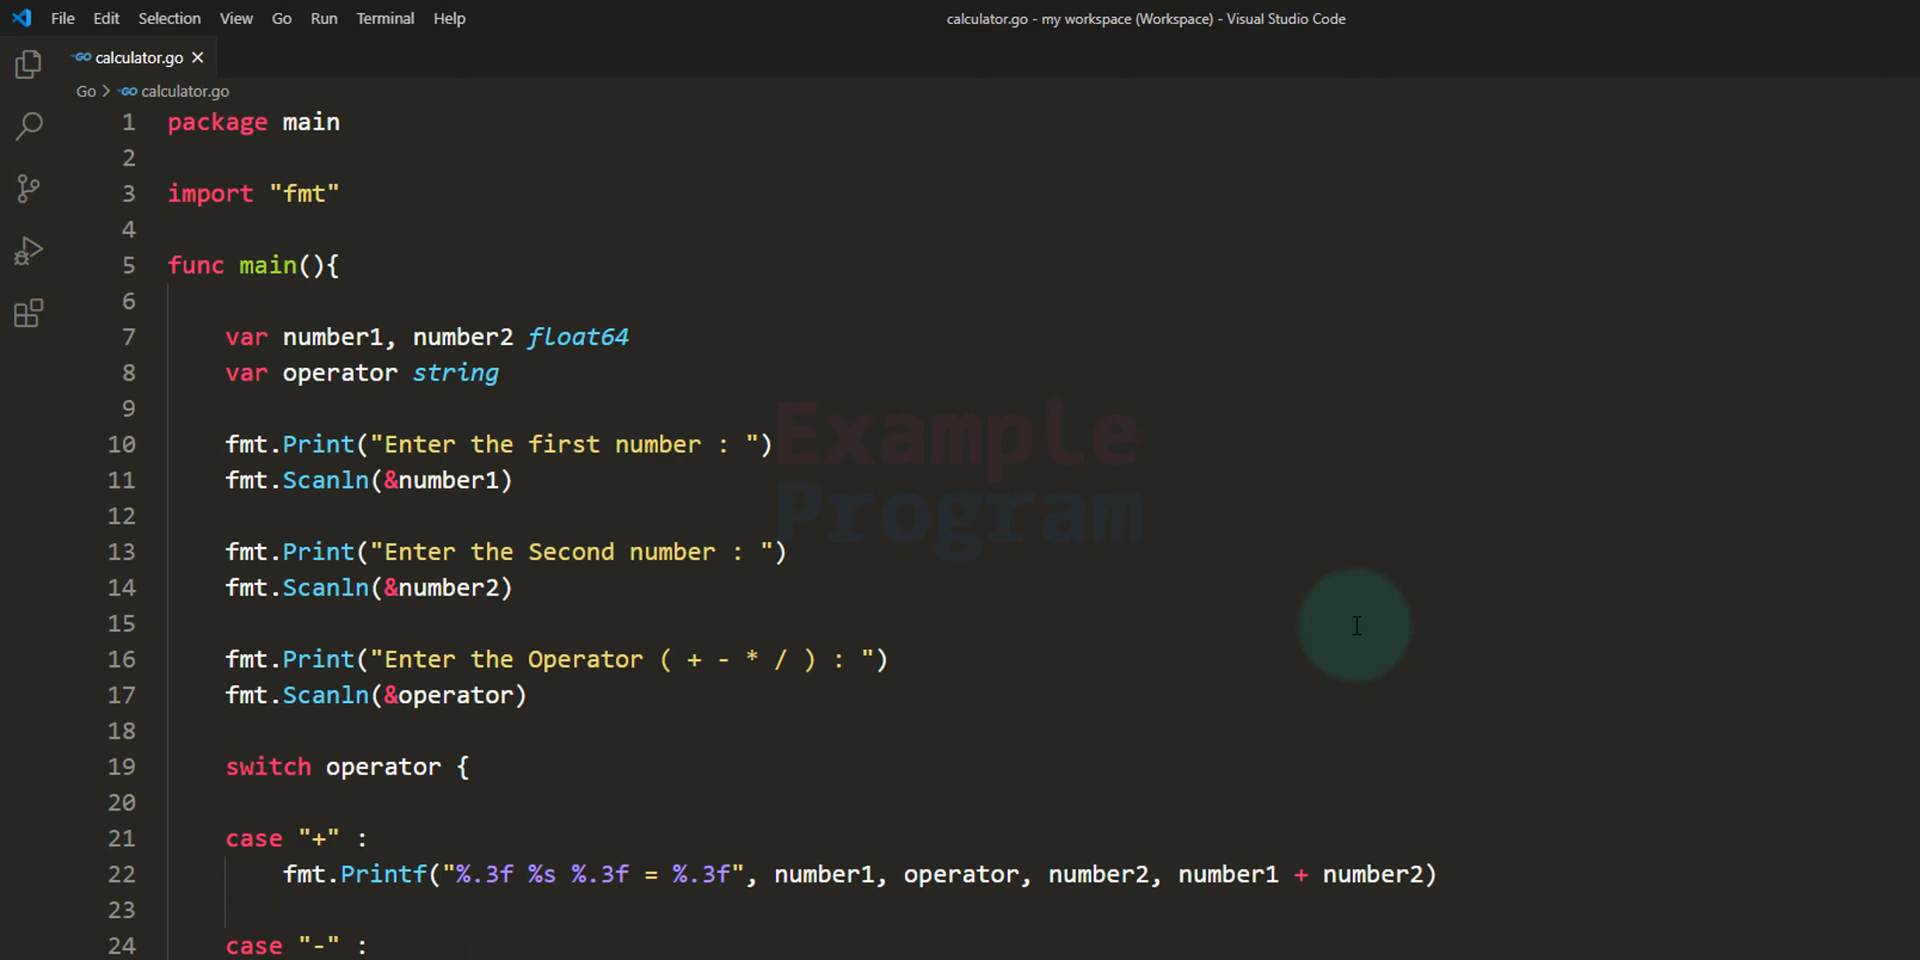 File Edit Selection View Go Run Terminal Help
calculator.go - my workspace (Workspace) - Visual Studio Code
GO calculator.go ×
Go > GO calculator.go
1 package main
2
3 import "fmt"
4
5 func main(){
6
7 var number1, number2 float64
8 var operator string
9
10 fmt.Print("Enter the first number : ")
11 fmt.Scanln(&number1)
12
13 fmt.Print("Enter the Second number : ")
14 fmt.Scanln(&number2)
15
16 fmt.Print("Enter the Operator ( + - * / ) : ")
17 fmt.Scanln(&operator)
18
19 switch operator {
20
21 case "+" :
22 fmt.Printf("%.3f %s %.3f = %.3f", number1, operator, number2, number1 + number2)
23
24 case "-" :
Example
Program